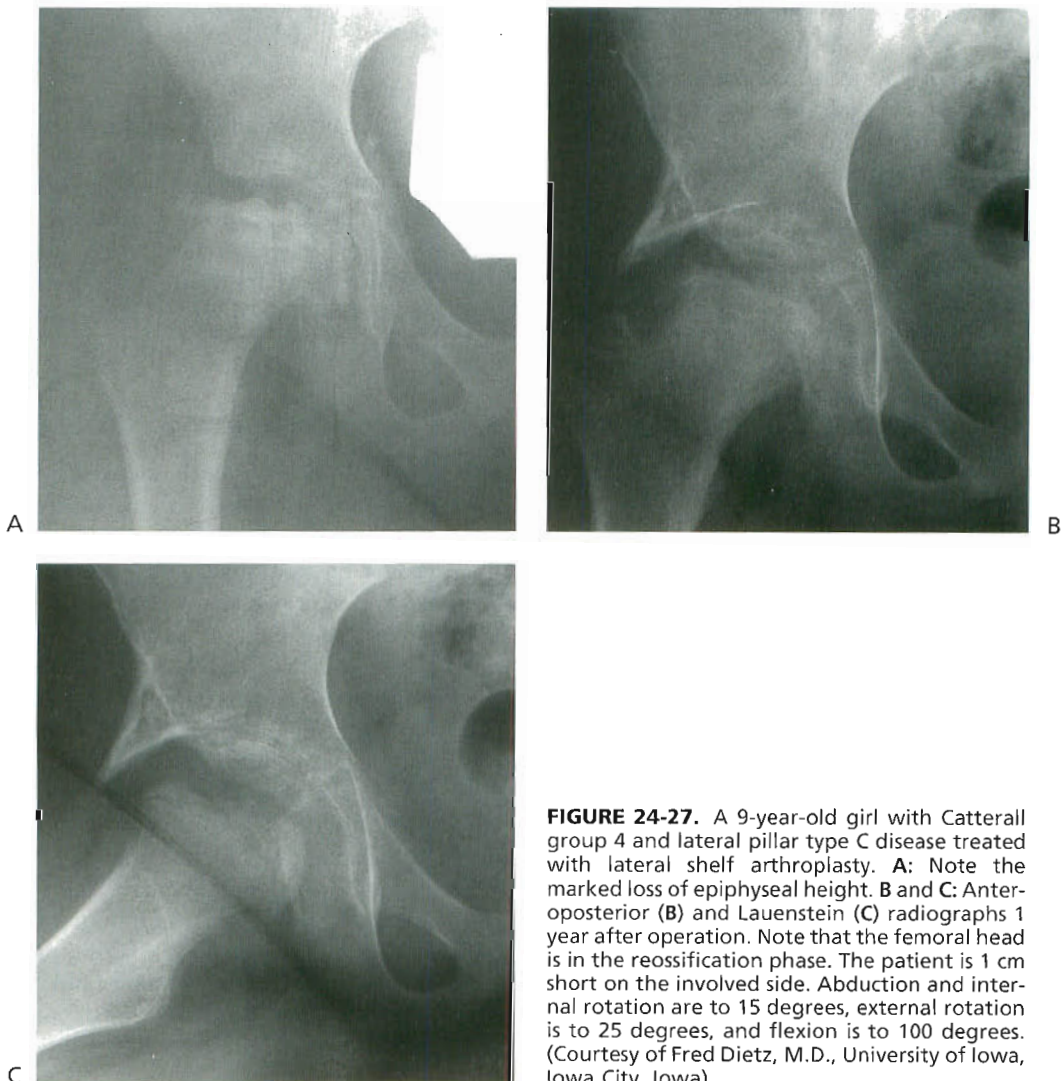 A
B
C
FIGURE 24-27. A 9-year-old girl with Catterall
group 4 and lateral pillar type C disease treated
with lateral shelf arthroplasty. A: Note the
marked loss of epiphyseal height. B and C: Anter-
oposterior (B) and Lauenstein (C) radiographs 1
year after operation. Note that the femoral head
is in the reossification phase. The patient is 1 cm
short on the involved side. Abduction and inter-
nal rotation are to 15 degrees, external rotation
is to 25 degrees, and flexion is to 100 degrees.
(Courtesy of Fred Dietz, M.D., University of Iowa,
Iowa City, Iowa)